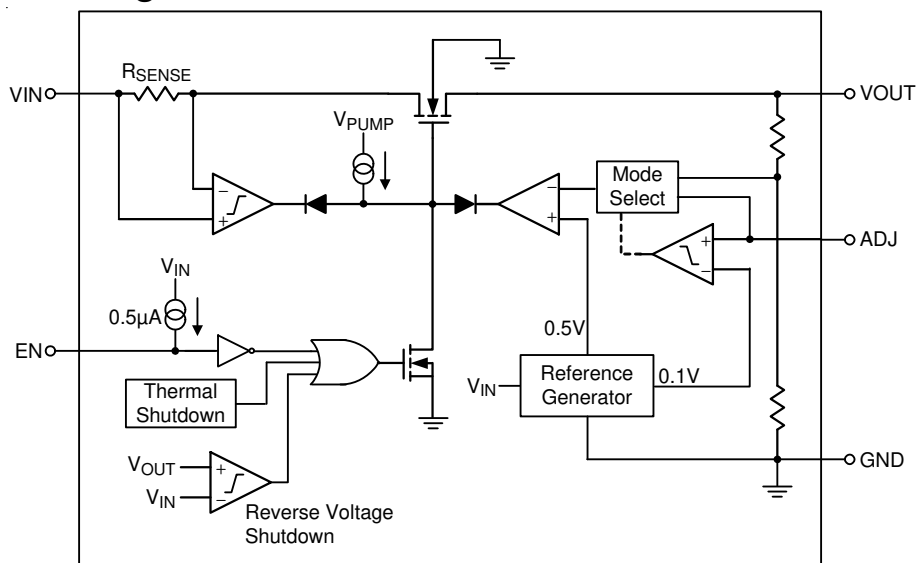 RSENSE
VIN
VOUT
VPUMP
Mode
Select
−
+
−
+
+
−
ADJ
VIN
0.5µA
EN
0.5V
VIN
Reference
Generator
0.1V
Thermal
Shutdown
VOUT
+
VIN
−
GND
Reverse Voltage
Shutdown